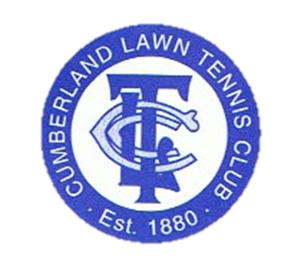 CUMBERLAND LAWN TENNIS CLUB
· Est. 1880 ·
CLTC